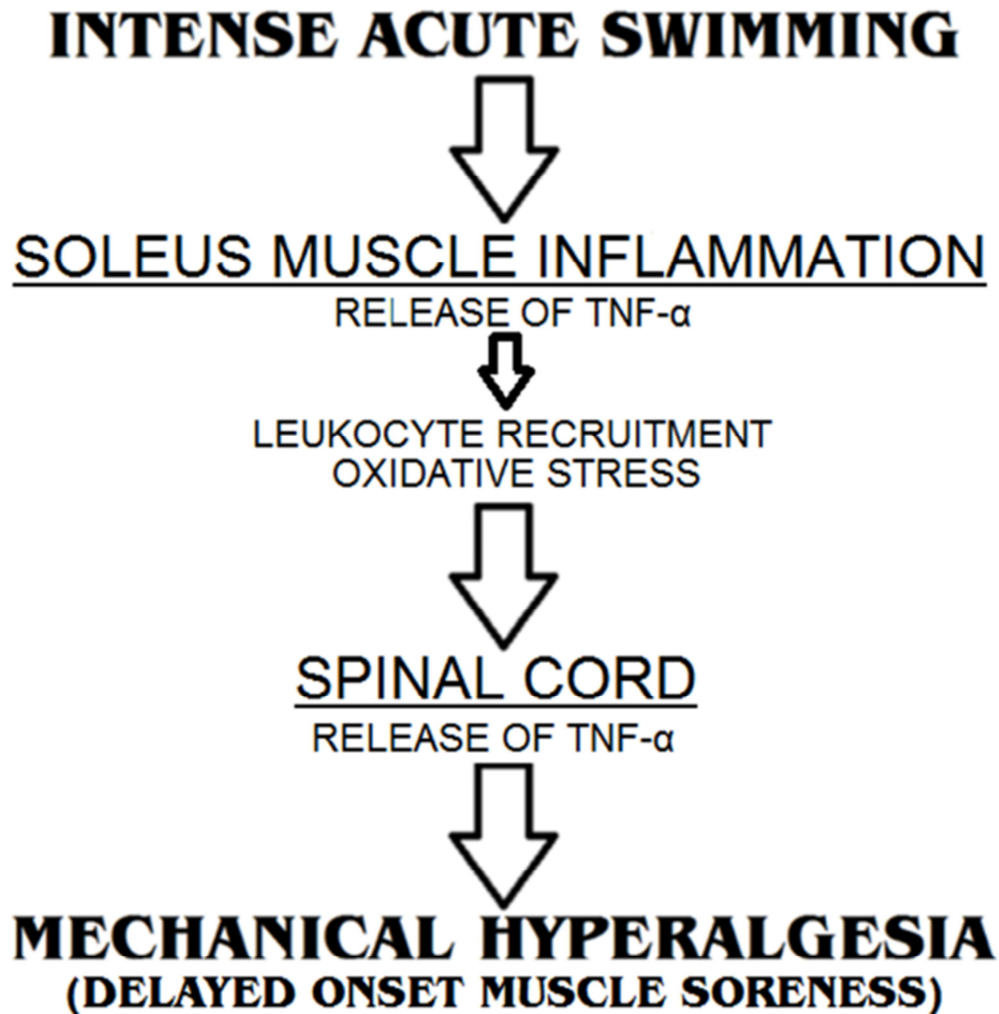 INTENSE ACUTE SWIMMING
SOLEUS MUSCLE INFLAMMATION
RELEASE OF TNF-α
LEUKOCYTE RECRUITMENT
OXIDATIVE STRESS
SPINAL CORD
RELEASE OF TNF-α
MECHANICAL HYPERALGESIA
(DELAYED ONSET MUSCLE SORENESS)